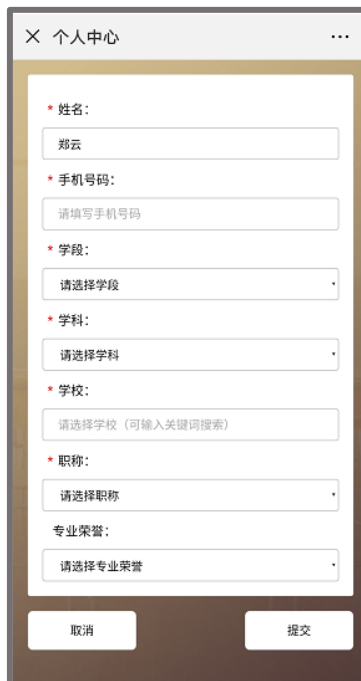 个人中心
* 姓名：
郑云
* 手机号码：
请填写手机号码
* 学段：
请选择学段
* 学科：
请选择学科
* 学校：
请选择学校（可输入关键词搜索）
* 职称：
请选择职称
专业荣誉：
请选择专业荣誉
取消
提交